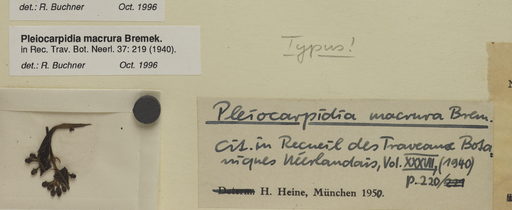 det.: R. Buchner Oct. 1996
Pleiocarpidia macrura Bremek.
in Rec. Trav. Bot. Neerl. 37: 219 (1940).
det.: R. Buchner Oct. 1996
Typus!
Pleiocarpidia macrura Brem.
Cit. in Recueil des Traveaux Bota
niques Néerlandais, Vol. XXXVII, (1940)
p. 220/221
Determ. H. Heine, München 1950.